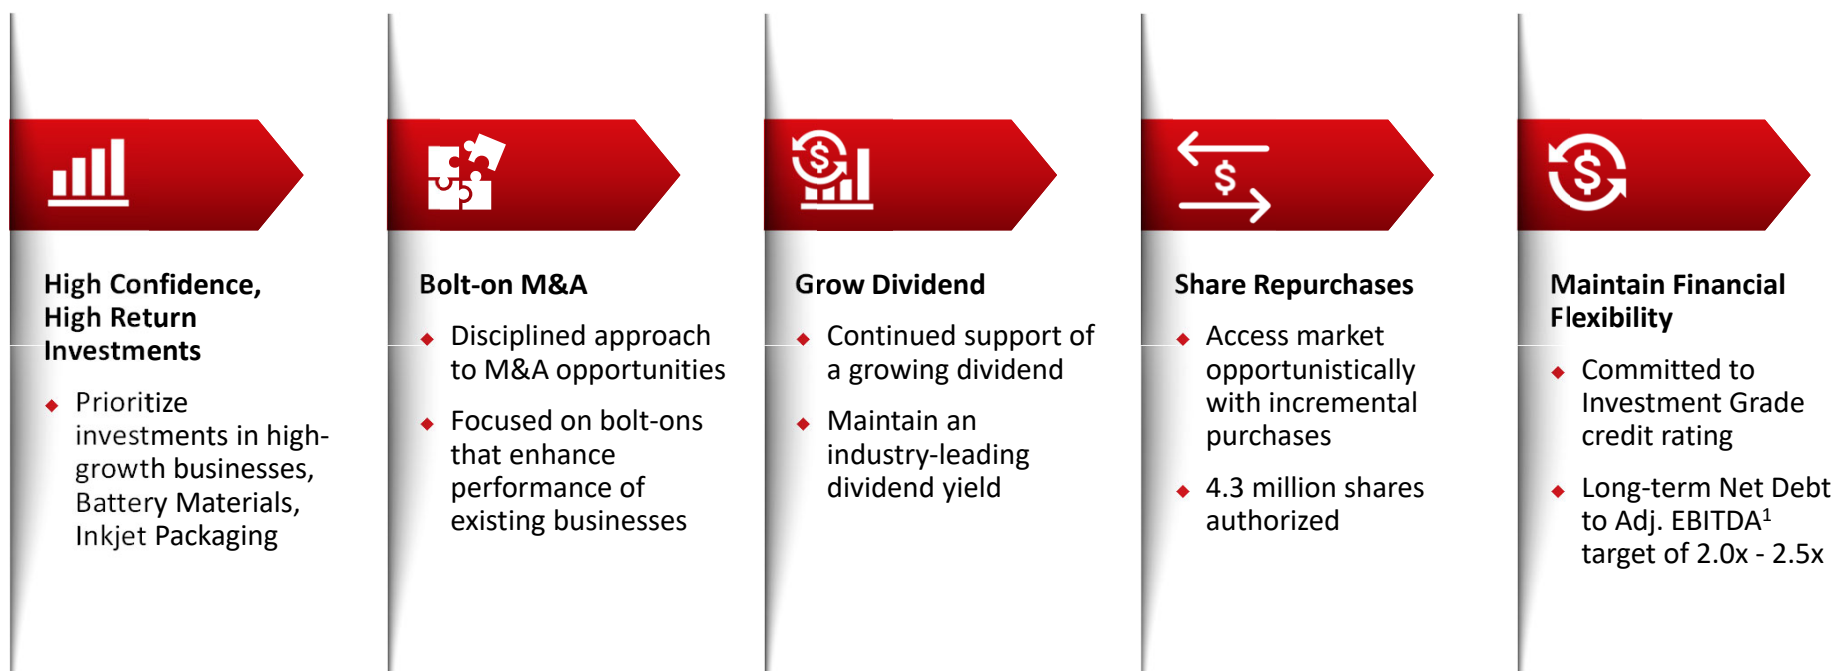 High Confidence,
High Return
Investments
◆ Prioritize
investments in high-
growth businesses,
Battery Materials,
Inkjet Packaging
Bolt-on M&A
◆ Disciplined approach
to M&A opportunities
◆ Focused on bolt-ons
that enhance
performance of
existing businesses
Grow Dividend
◆ Continued support of
a growing dividend
◆ Maintain an
industry-leading
dividend yield
$
Share Repurchases
◆ Access market
opportunistically
with incremental
purchases
◆ 4.3 million shares
authorized
$
Maintain Financial
Flexibility
◆ Committed to
Investment Grade
credit rating
◆ Long-term Net Debt
to Adj. EBITDA¹
target of 2.0x - 2.5x
$